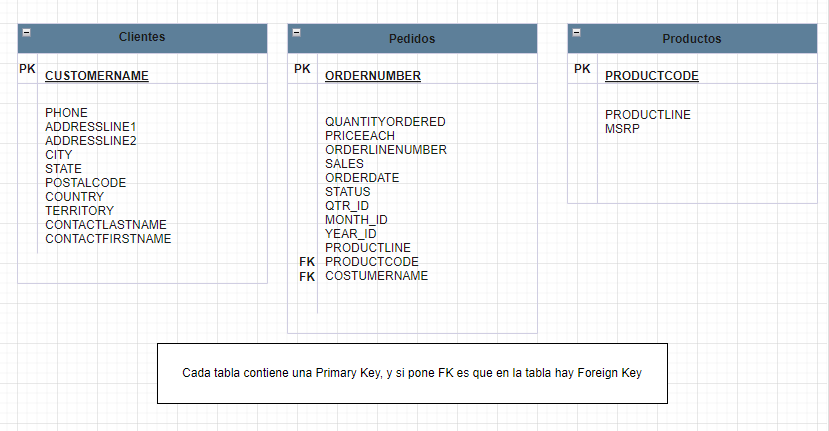 Clientes
PK CUSTOMERNAME
PHONE
ADDRESSLINE1
ADDRESSLINE2
CITY
STATE
POSTALCODE
COUNTRY
TERRITORY
CONTACTLASTNAME
CONTACTFIRSTNAME
Pedidos
PK ORDERNUMBER
QUANTITYORDERED
PRICEEACH
ORDERLINENUMBER
SALES
ORDERDATE
STATUS
QTR_ID
MONTH_ID
YEAR_ID
PRODUCTLINE
FK PRODUCTCODE
FK COSTUMERNAME
Productos
PK PRODUCTCODE
PRODUCTLINE
MSRP
Cada tabla contiene una Primary Key, y si pone FK es que en la tabla hay Foreign Key